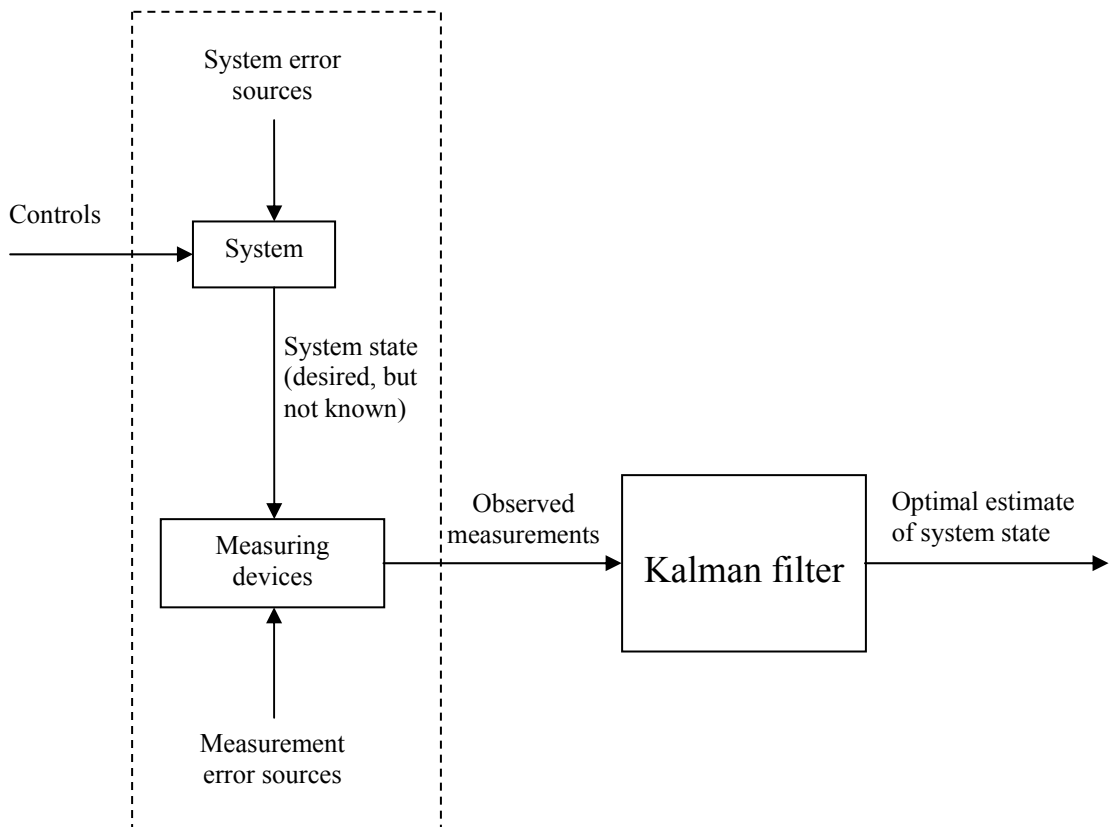 System error
sources
Controls
System
System state
(desired, but
not known)
Measuring
devices
Observed
measurements
Kalman filter
Optimal estimate
of system state
Measurement
error sources